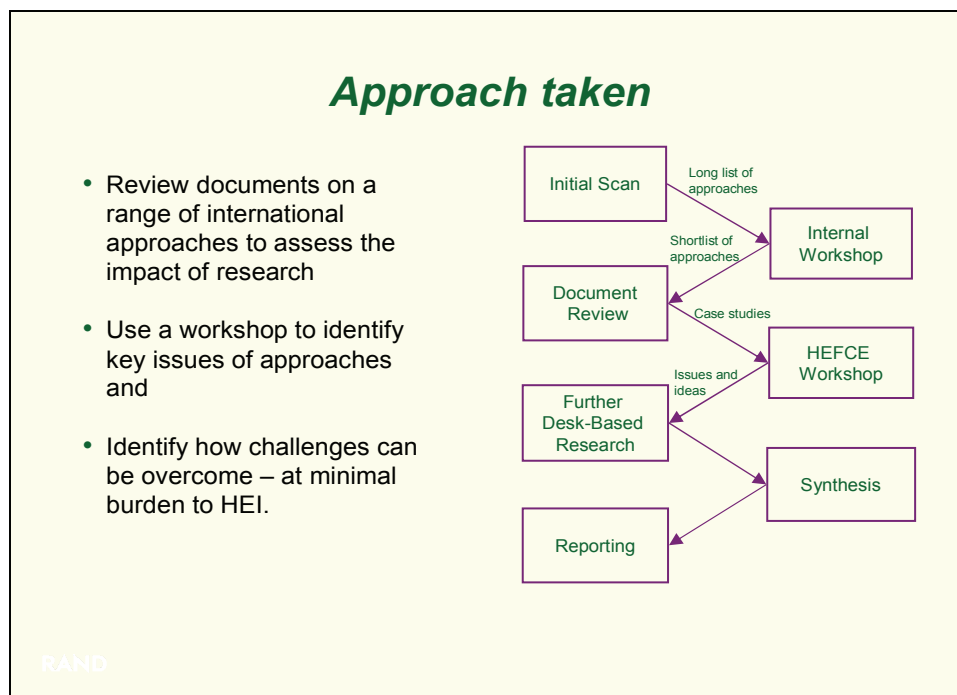 Approach taken
• Review documents on a
range of international
approaches to assess the
impact of research
• Use a workshop to identify
key issues of approaches
and
• Identify how challenges can
be overcome – at minimal
burden to HEI.
Initial Scan
Long list of
approaches
Internal
Workshop
Shortlist of
approaches
Document
Review
Case studies
HEFCE
Workshop
Issues and
ideas
Further
Desk-Based
Research
Synthesis
Reporting
RAND